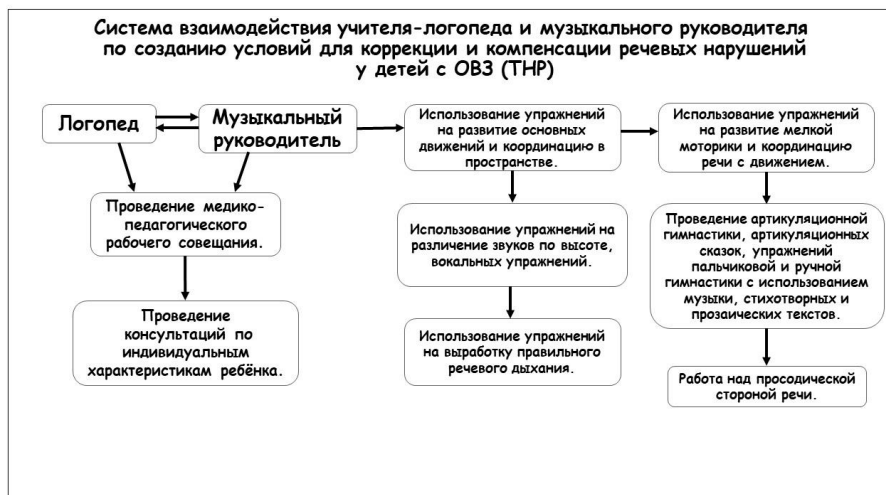 Система взаимодействия учителя-логопеда и музыкального руководителя
по созданию условий для коррекции и компенсации речевых нарушений
у детей с ОВЗ (ТНР)
Логопед
Музыкальный
руководитель
Использование упражнений
на развитие основных
движений и координацию в
пространстве.
Использование упражнений
на развитие мелкой
моторики и координацию
речи с движением.
Проведение медико-
педагогического
рабочего совещания.
Использование упражнений на
различение звуков по высоте,
вокальных упражнений.
Проведение артикуляционной
гимнастики, артикуляционных
сказок, упражнений
пальчиковой и ручной
гимнастики с использованием
музыки, стихотворных и
прозаических текстов.
Проведение
консультаций по
индивидуальным
характеристикам ребёнка.
Использование упражнений
на выработку правильного
речевого дыхания.
Работа над просодической
стороной речи.